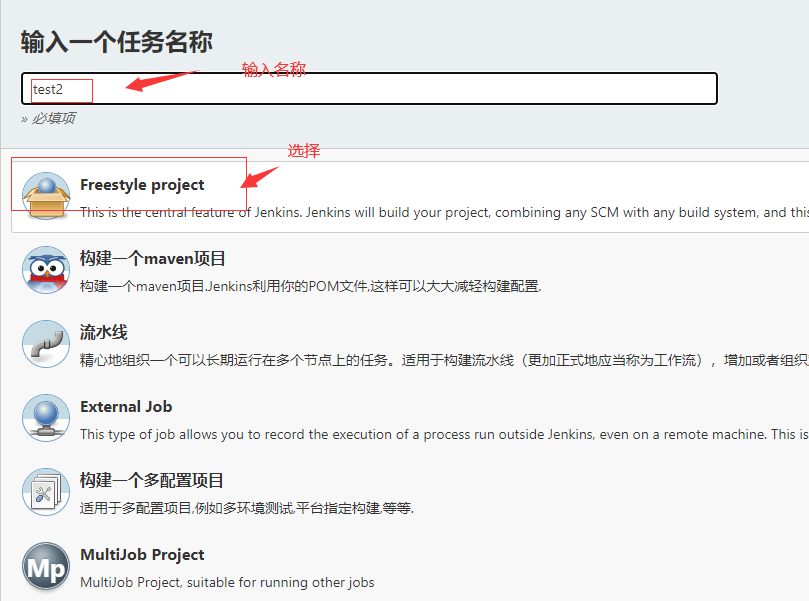 输入一个任务名称
输入名称
test2
» 必填项
选择
Freestyle project
This is the central feature of Jenkins. Jenkins will build your project, combining any SCM with any build system, and this
构建一个maven项目
构建一个maven项目.Jenkins利用你的POM文件,这样可以大大减轻构建配置.
流水线
精心地组织一个可以长期运行在多个节点上的任务。适用于构建流水线（更加正式地应当称为工作流），增加或者组织
External Job
This type of job allows you to record the execution of a process run outside Jenkins, even on a remote machine. This is
构建一个多配置项目
适用于多配置项目,例如多环境测试,平台指定构建,等等.
Mp
MultiJob Project
MultiJob Project, suitable for running other jobs